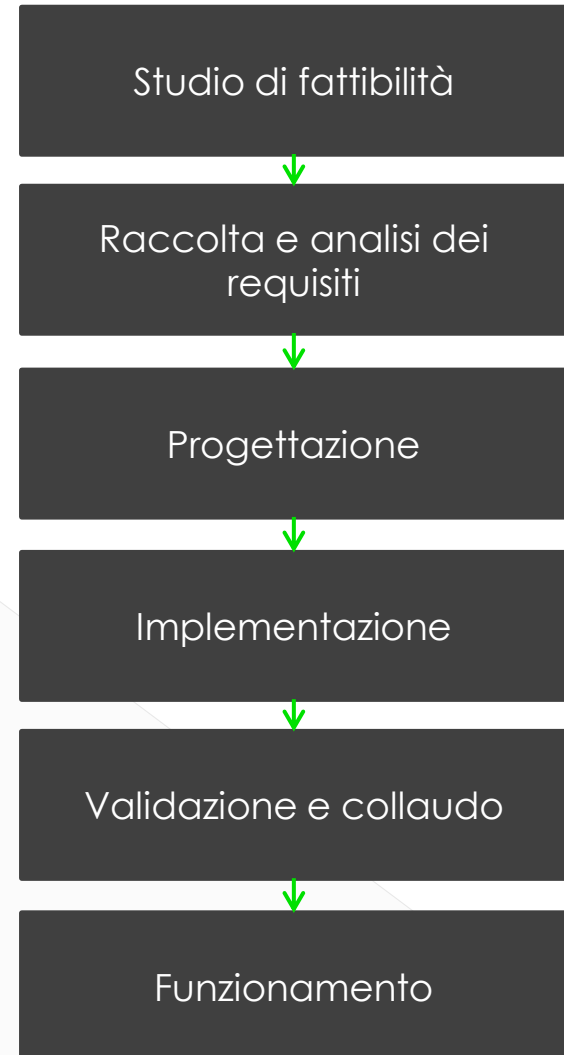 Studio di fattibilità
Raccolta e analisi dei
requisiti
Progettazione
Implementazione
Validazione e collaudo
Funzionamento